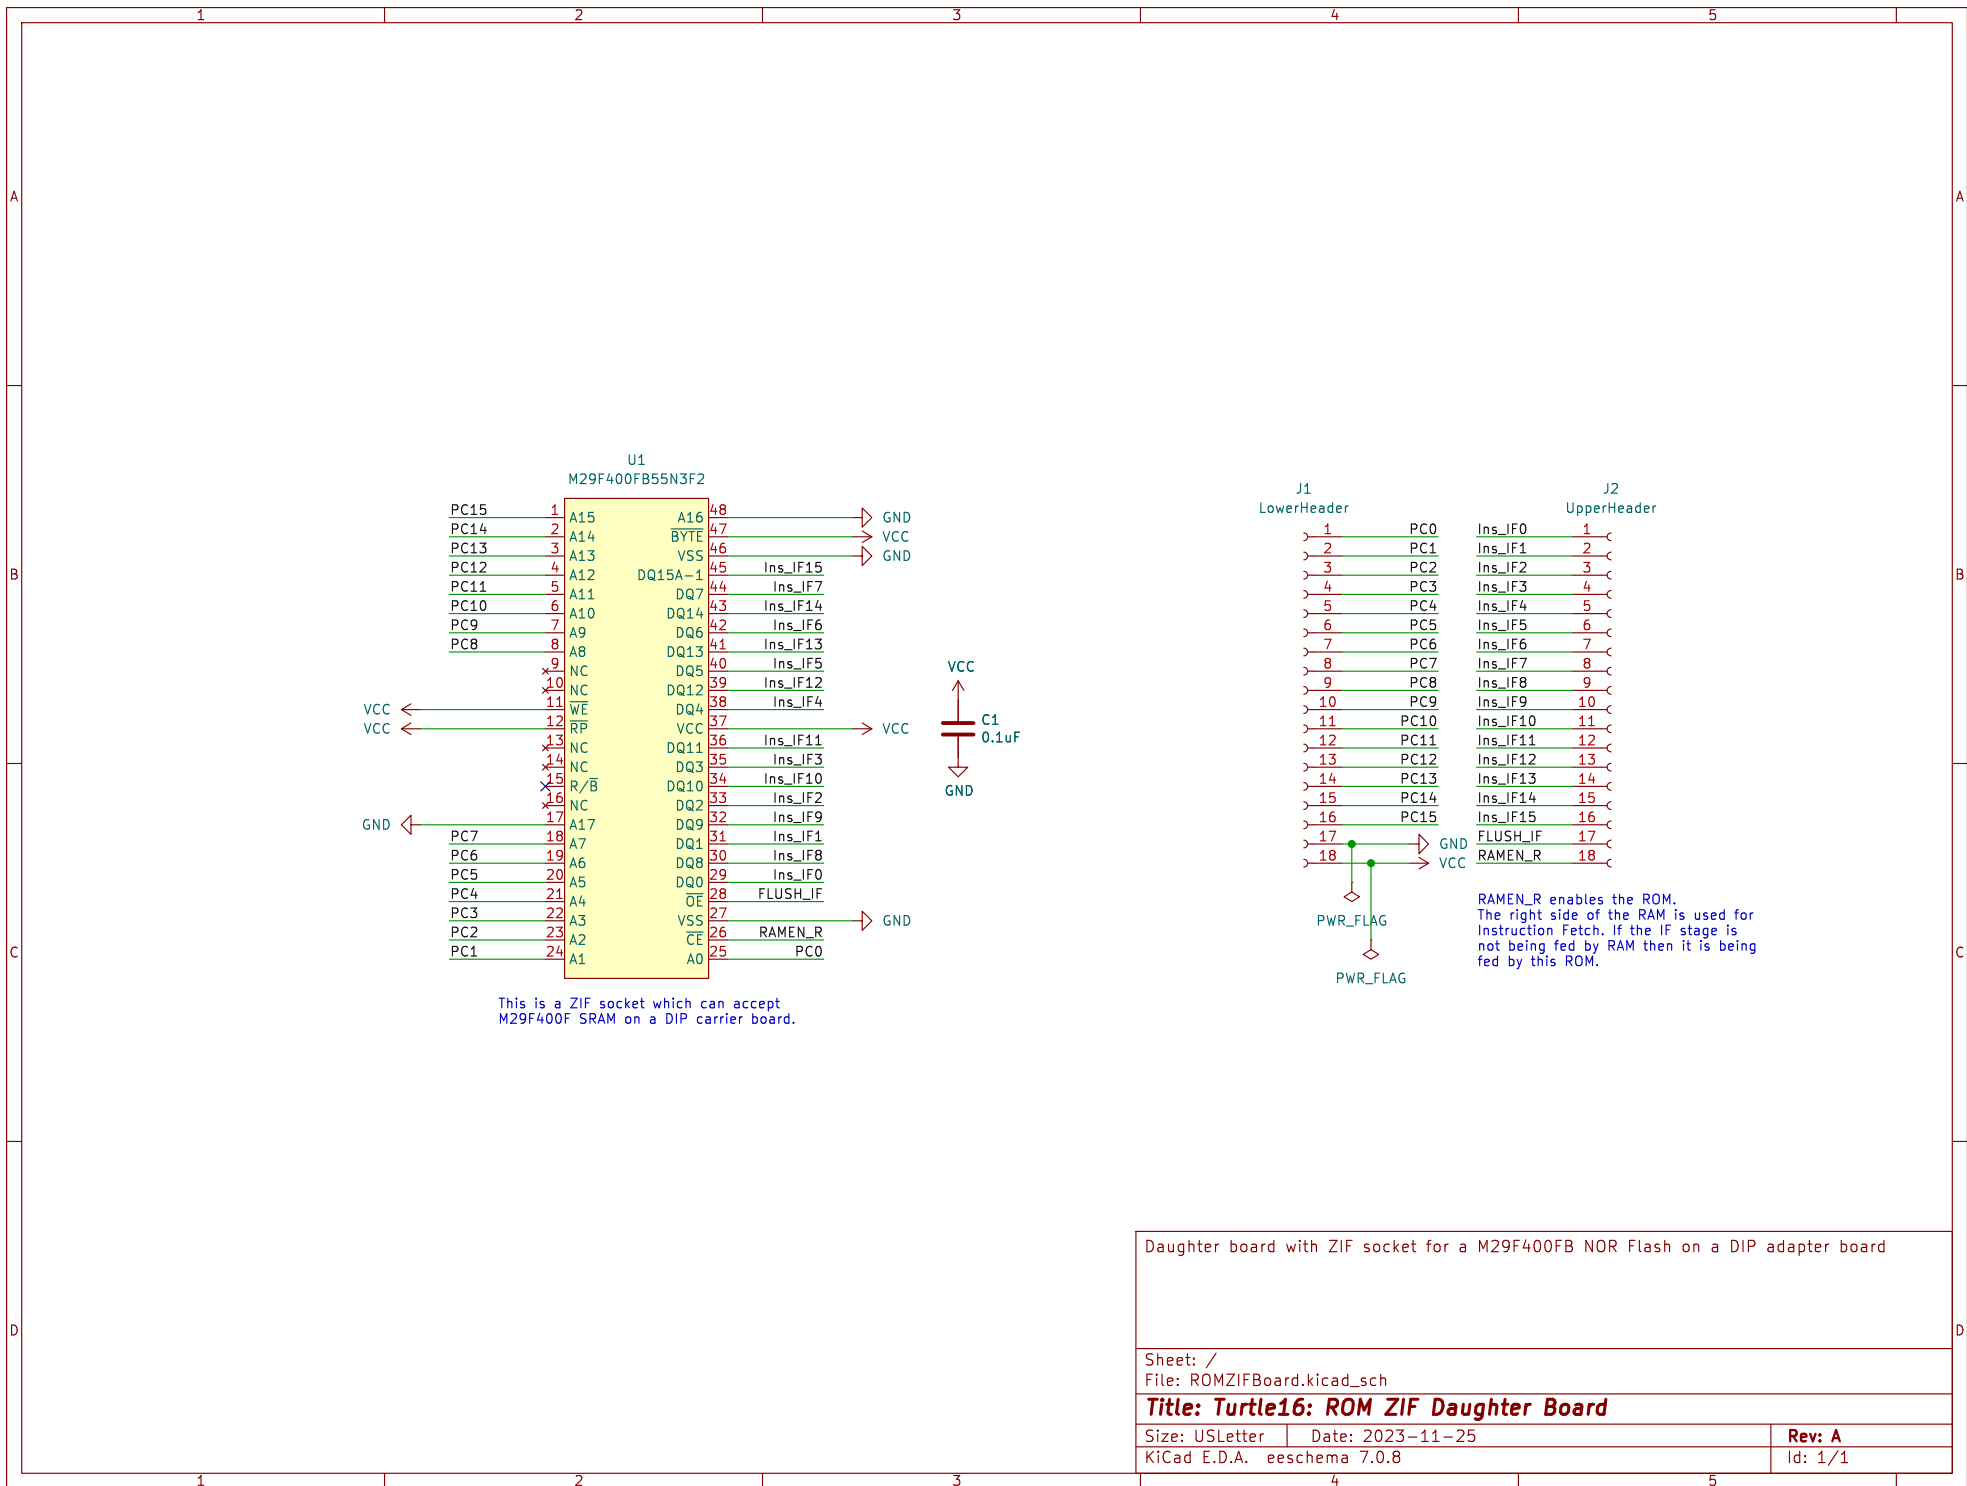 1 2 3 4 5
A A
B B
C C
D D
U1
M29F400FB55N3F2
PC15 1 A15 A16 48 GND
PC14 2 A14 BYTE 47 VCC
PC13 3 A13 VSS 46 GND
PC12 4 A12 DQ15A-1 45 Ins_IF15
PC11 5 A11 DQ7 44 Ins_IF7
PC10 6 A10 DQ14 43 Ins_IF14
PC9 7 A9 DQ6 42 Ins_IF6
PC8 8 A8 DQ13 41 Ins_IF13
9 NC DQ5 40 Ins_IF5
10 NC DQ12 39 Ins_IF12
VCC 11 WE DQ4 38 Ins_IF4
VCC 12 RP VCC 37 VCC
13 NC DQ11 36 Ins_IF11
14 NC DQ3 35 Ins_IF3
15 R/B DQ10 34 Ins_IF10
16 NC DQ2 33 Ins_IF2
GND 17 A17 DQ9 32 Ins_IF9
PC7 18 A7 DQ1 31 Ins_IF1
PC6 19 A6 DQ8 30 Ins_IF8
PC5 20 A5 DQ0 29 Ins_IF0
PC4 21 A4 OE 28 FLUSH_IF
PC3 22 A3 VSS 27 GND
PC2 23 A2 CE 26 RAMEN_R
PC1 24 A1 A0 25 PC0
This is a ZIF socket which can accept
M29F400F SRAM on a DIP carrier board.
VCC
C1
0.1uF
GND
J1
LowerHeader
1 PC0
2 PC1
3 PC2
4 PC3
5 PC4
6 PC5
7 PC6
8 PC7
9 PC8
10 PC9
11 PC10
12 PC11
13 PC12
14 PC13
15 PC14
16 PC15
17 GND
18 VCC
PWR_FLAG
PWR_FLAG
J2
UpperHeader
Ins_IF0 1
Ins_IF1 2
Ins_IF2 3
Ins_IF3 4
Ins_IF4 5
Ins_IF5 6
Ins_IF6 7
Ins_IF7 8
Ins_IF8 9
Ins_IF9 10
Ins_IF10 11
Ins_IF11 12
Ins_IF12 13
Ins_IF13 14
Ins_IF14 15
Ins_IF15 16
FLUSH_IF 17
RAMEN_R 18
RAMEN_R enables the ROM.
The right side of the RAM is used for
Instruction Fetch. If the IF stage is
not being fed by RAM then it is being
fed by this ROM.
Daughter board with ZIF socket for a M29F400FB NOR Flash on a DIP adapter board
Sheet: /
File: ROMZIFBoard.kicad_sch
Title: Turtle16: ROM ZIF Daughter Board
Size: USLetter Date: 2023-11-25 Rev: A
KiCad E.D.A. eeschema 7.0.8 Id: 1/1
1 2 3 4 5